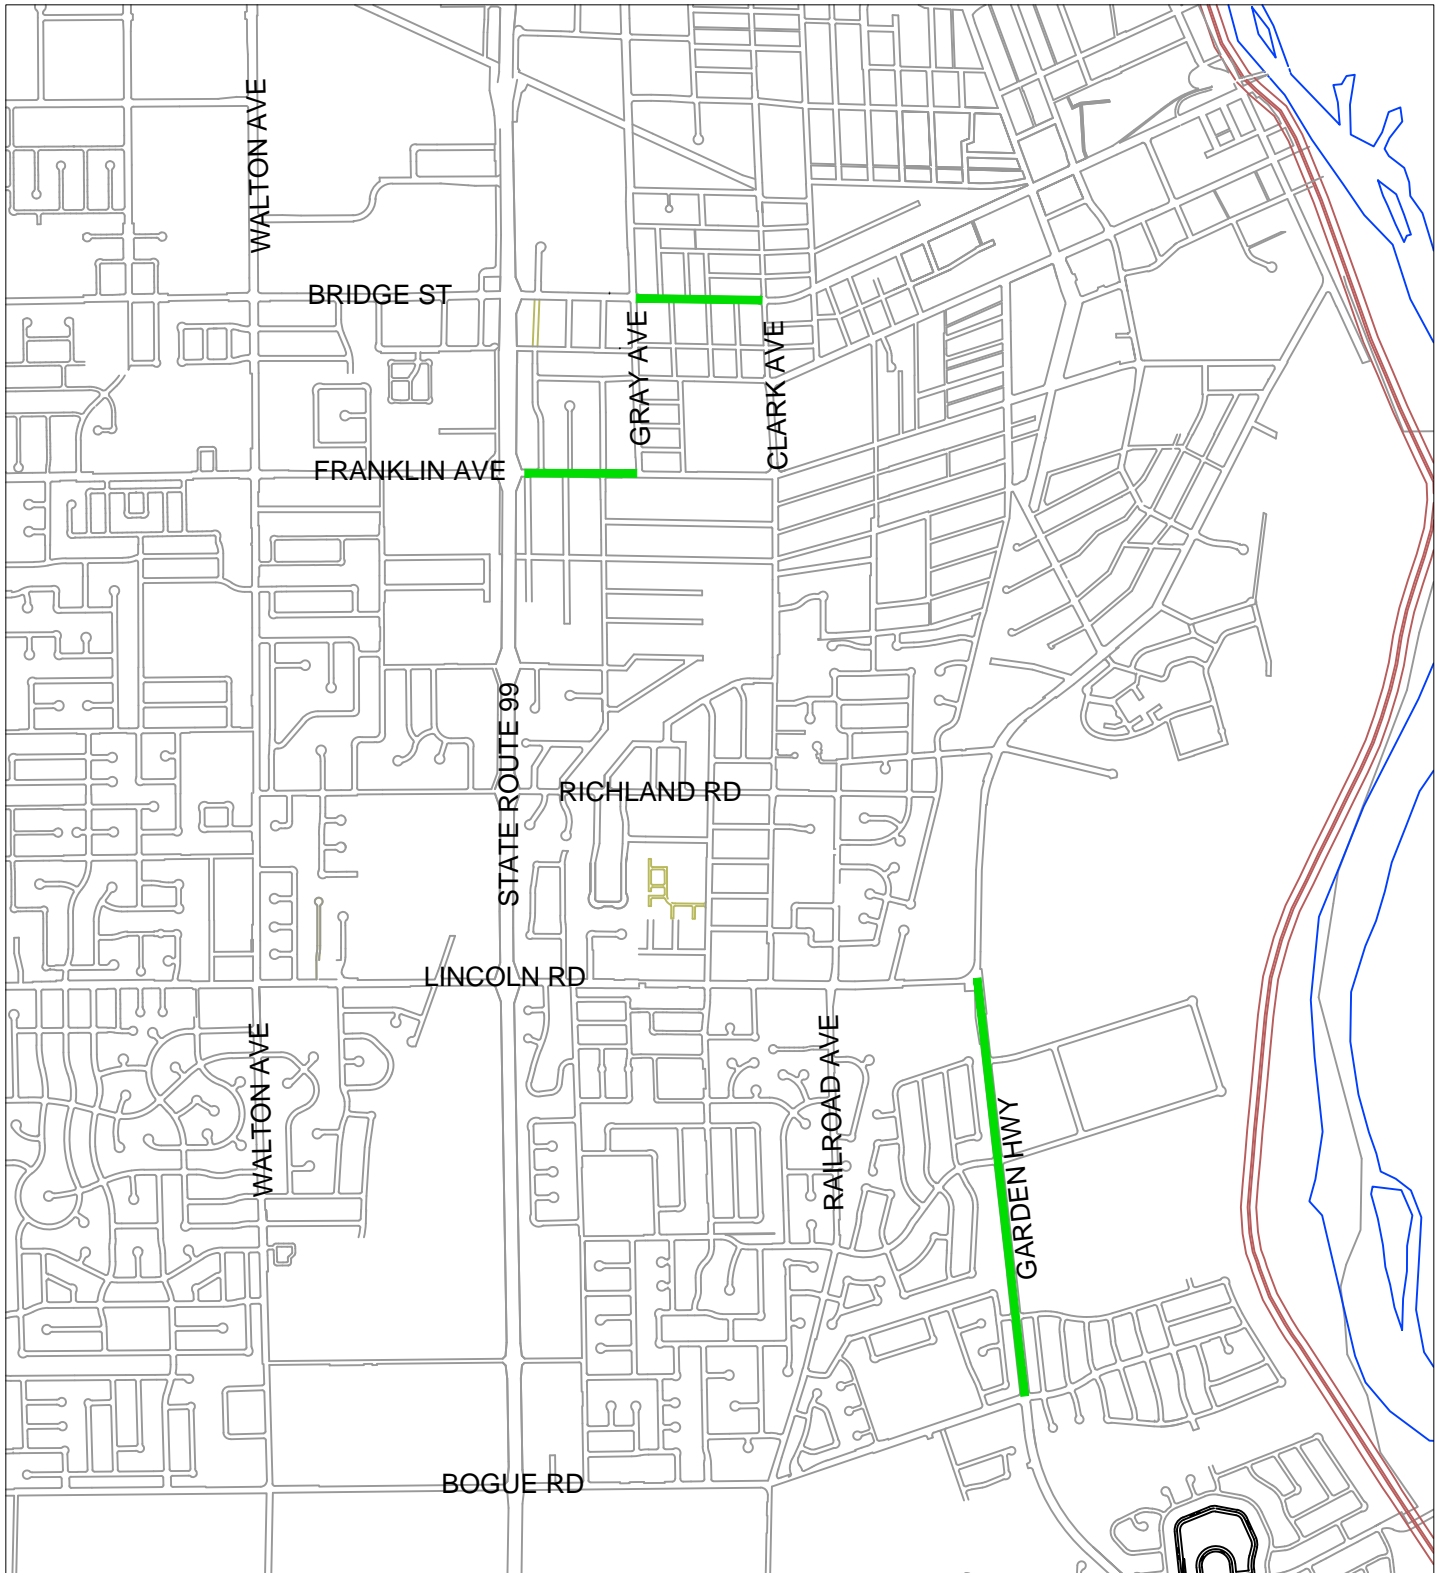 WALTON AVE
BRIDGE ST
GRAY AVE
CLARK AVE
FRANKLIN AVE
STATE ROUTE 99
RICHLAND RD
LINCOLN RD
WALTON AVE
RAILROAD AVE
GARDEN HWY
BOGUE RD